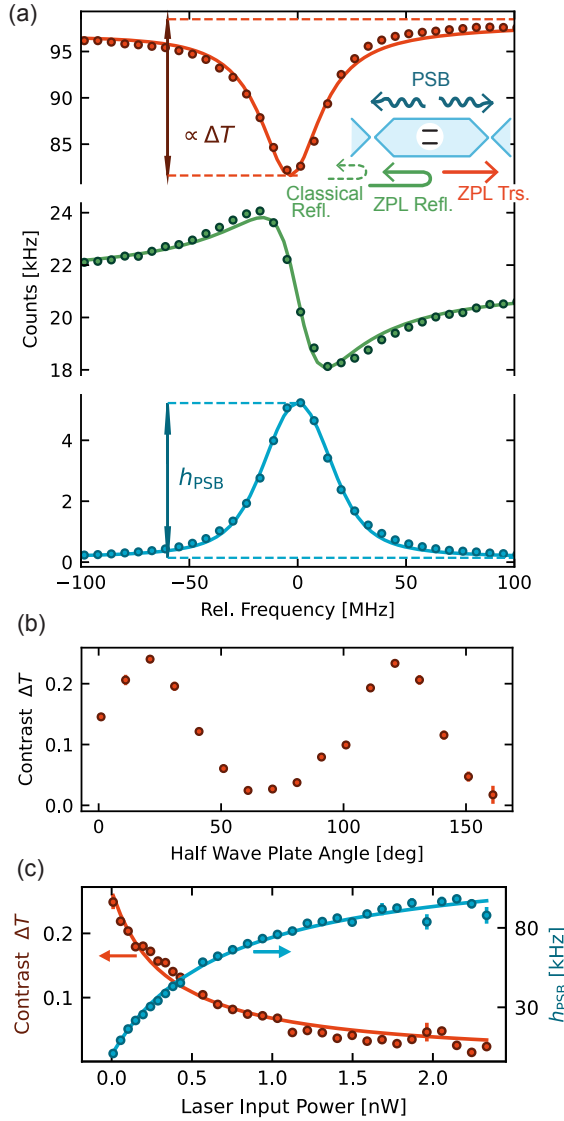 (a)
95
90
85
∝ ΔT
PSB
Classical
Refl.
ZPL Refl.
ZPL Trs.
24
22
20
18
Counts [kHz]
4
2
0
h_PSB
−100
−50
0
50
100
Rel. Frequency [MHz]
(b)
0.2
0.1
0.0
Contrast ΔT
0
50
100
150
Half Wave Plate Angle [deg]
(c)
0.2
0.1
Contrast ΔT
80
30
h_PSB [kHz]
0.0
0.5
1.0
1.5
2.0
Laser Input Power [nW]